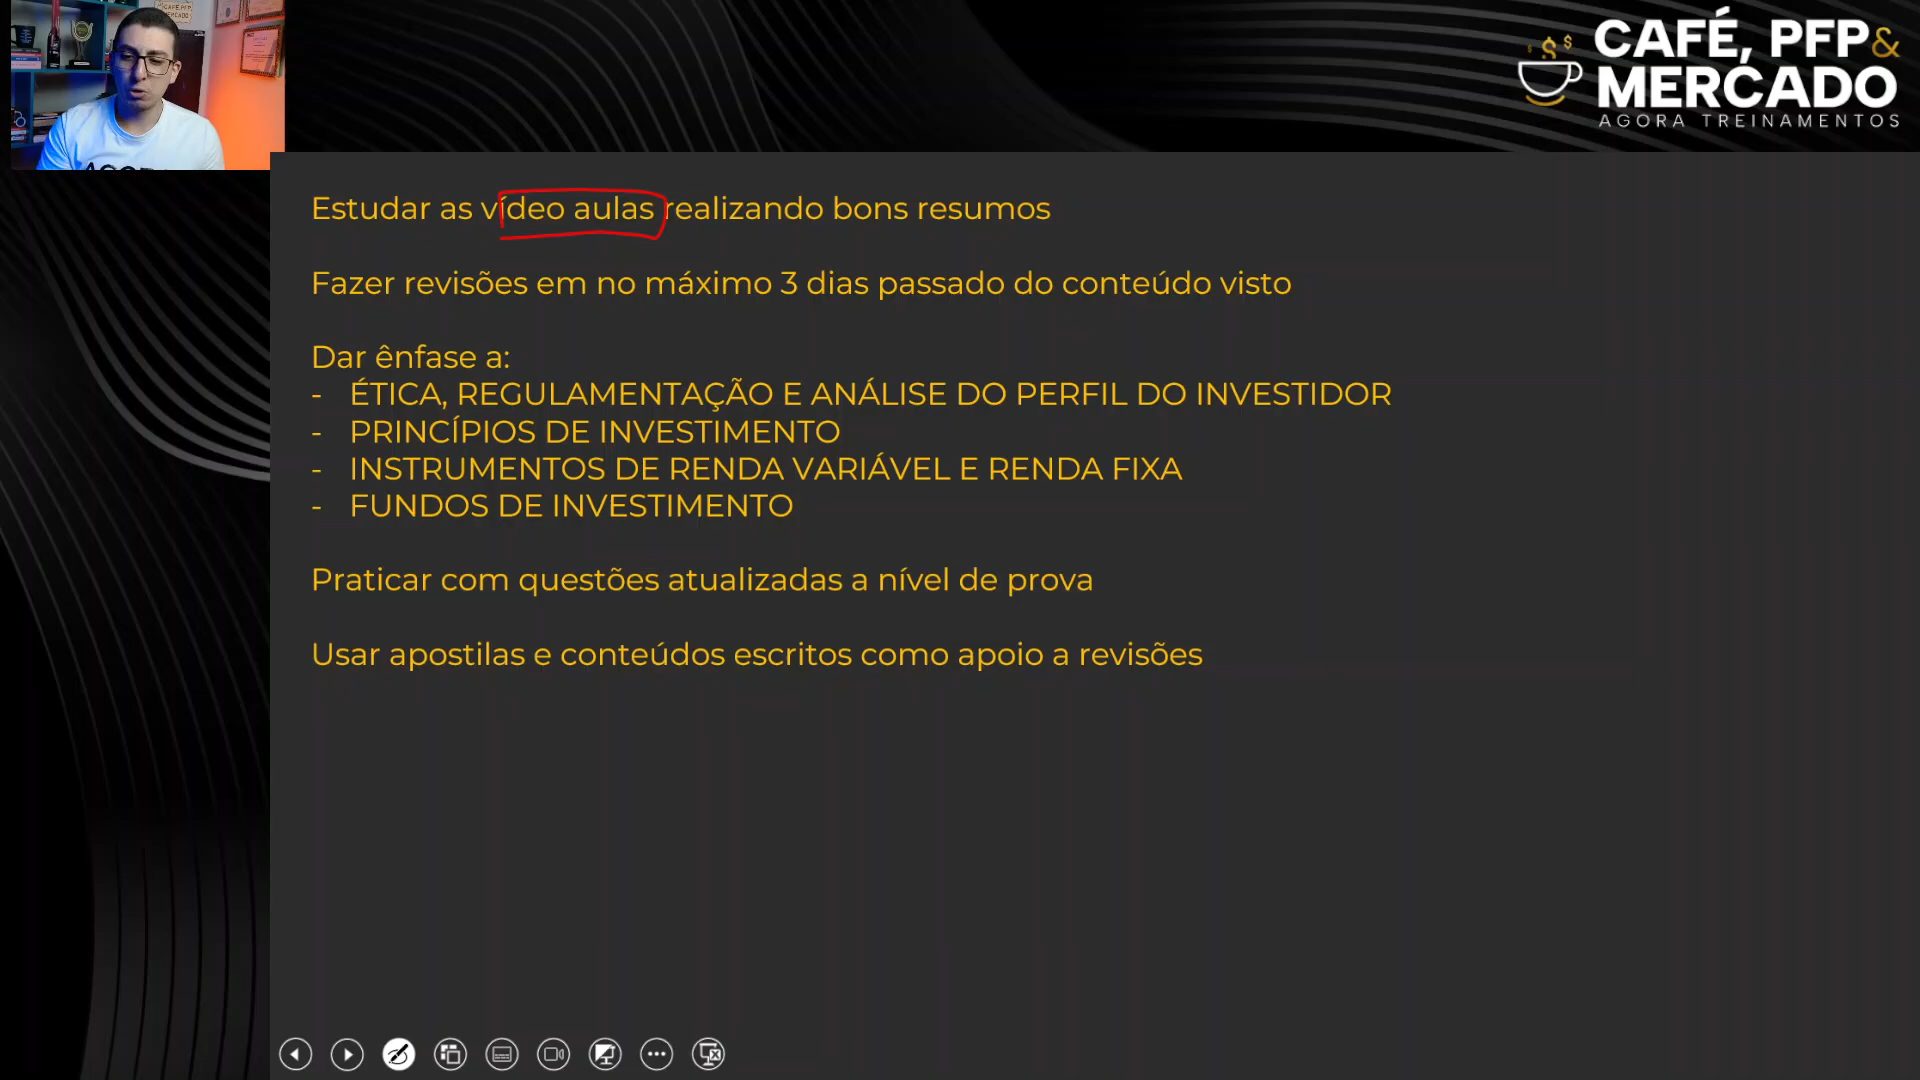 CAFÉ, PFP&
MERCADO
AGORA TREINAMENTOS
Estudar as vídeo aulas realizando bons resumos
Fazer revisões em no máximo 3 dias passado do conteúdo visto
Dar ênfase a:
- ÉTICA, REGULAMENTAÇÃO E ANÁLISE DO PERFIL DO INVESTIDOR
- PRINCÍPIOS DE INVESTIMENTO
- INSTRUMENTOS DE RENDA VARIÁVEL E RENDA FIXA
- FUNDOS DE INVESTIMENTO
Praticar com questões atualizadas a nível de prova
Usar apostilas e conteúdos escritos como apoio a revisões